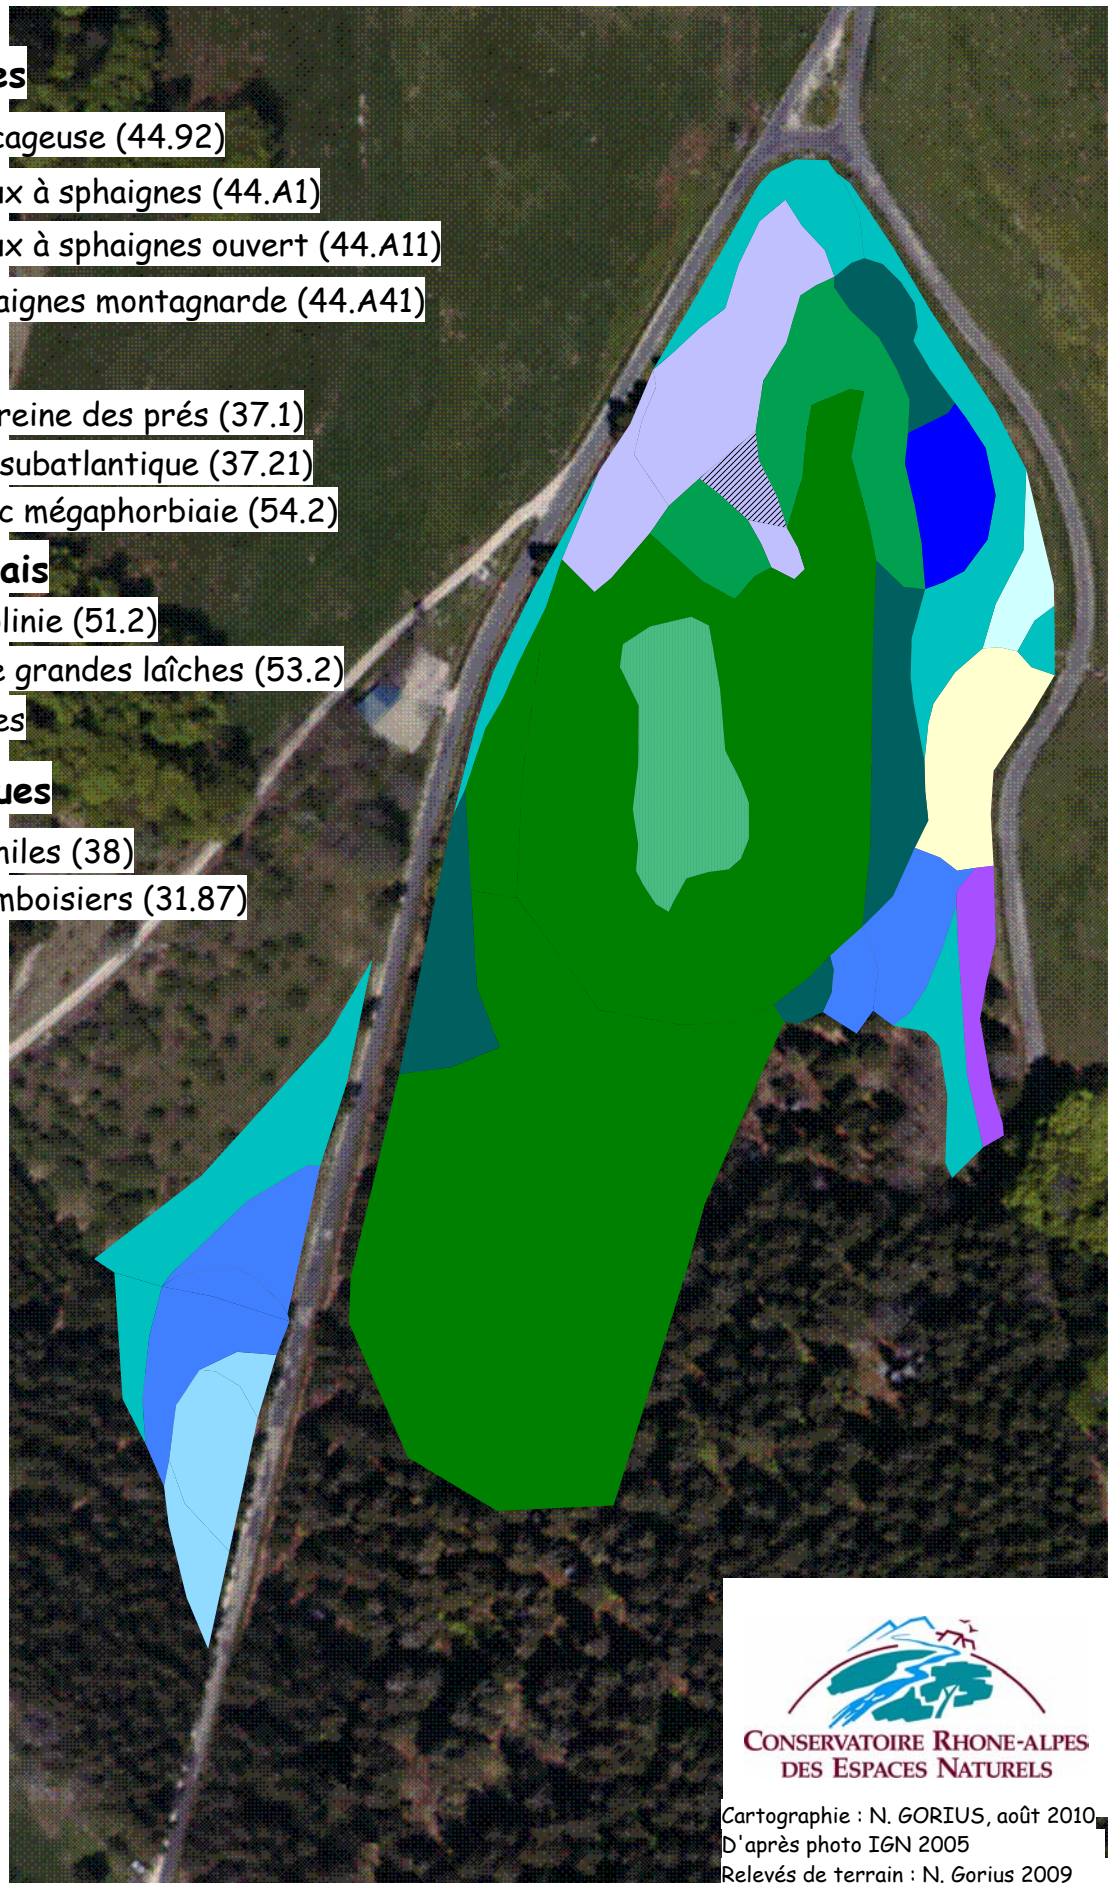 es
cageuse (44.92)
ux à sphaignes (44.A1)
ux à sphaignes ouvert (44.A11)
aignes montagnarde (44.A41)
reine des prés (37.1)
subatlantique (37.21)
c mégaphorbiaie (54.2)
ais
linie (51.2)
e grandes laîches (53.2)
es
ues
hiles (38)
mboisiers (31.87)
CONSERVATOIRE RHONE-ALPES
DES ESPACES NATURELS
Cartographie : N. GORIUS, août 2010
D'après photo IGN 2005
Relevés de terrain : N. Gorius 2009